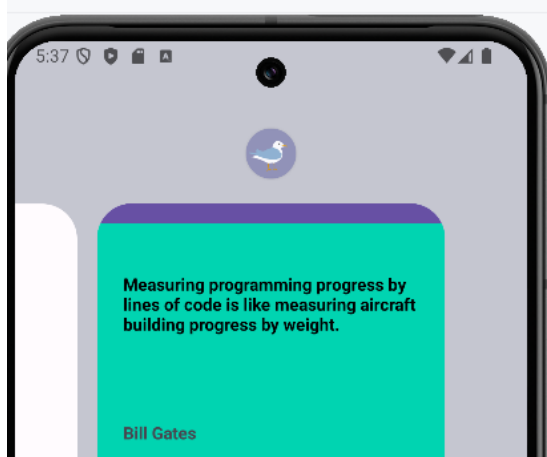 5:37
Measuring programming progress by
lines of code is like measuring aircraft
building progress by weight.
Bill Gates